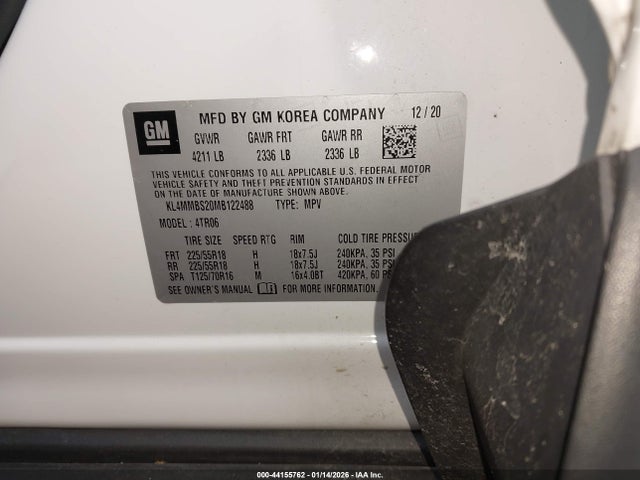 GM
MFD BY GM KOREA COMPANY 12 / 20
GVWR GAWR FRT GAWR RR
4211 LB 2336 LB 2336 LB
THIS VEHICLE CONFORMS TO ALL APPLICABLE U.S. FEDERAL MOTOR
VEHICLE SAFETY AND THEFT PREVENTION STANDARDS IN EFFECT
ON THE DATE OF MANUFACTURE SHOWN ABOVE.
KL4MMBS20MB122488 TYPE: MPV
MODEL: 4TR06
TIRE SIZE SPEED RTG RIM COLD TIRE PRESSURE
FRT 225/55R18 H 18x7.5J 240KPA, 35 PSI
RR 225/55R18 H 18x7.5J 240KPA, 35 PSI
SPA T125/70R16 M 16x4.0BT 420KPA, 60
SEE OWNER'S MANUAL FOR MORE INFORMATION.
000-44155762 - 01/14/2026 - IAA Inc.